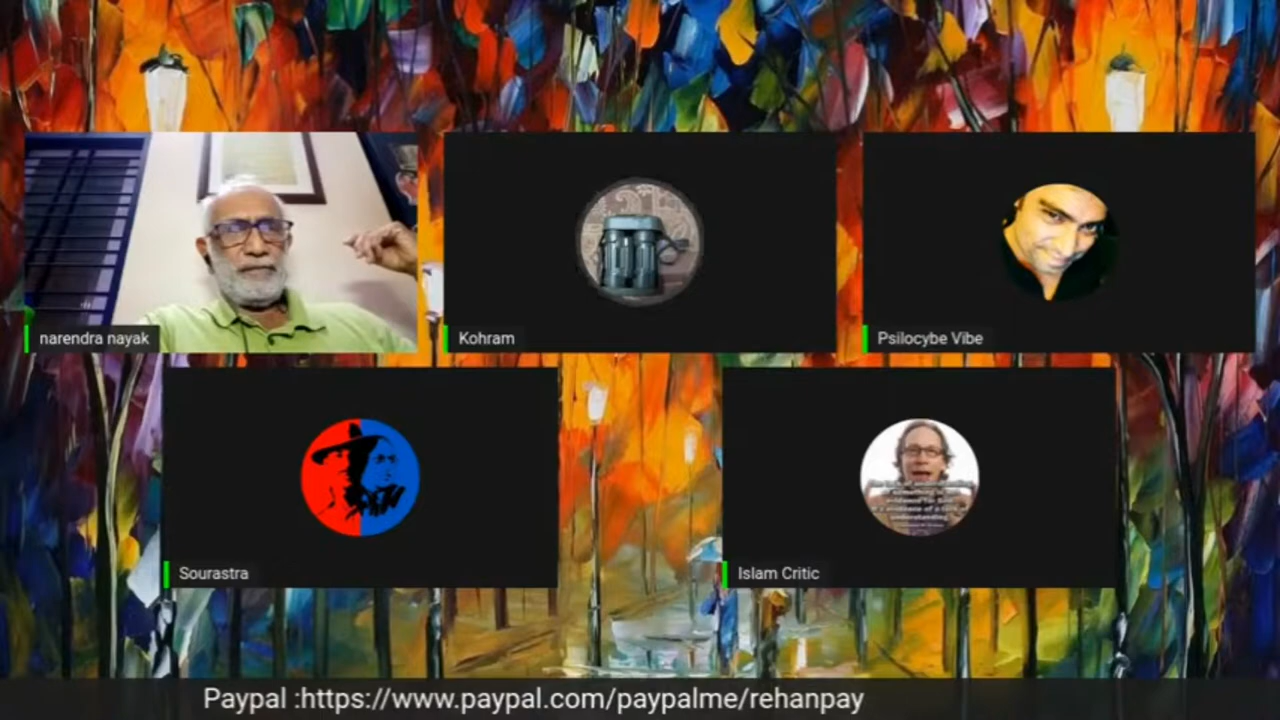 narendra nayak
Kohram
Psilocybe Vibe
Sourastra
Islam Critic
Paypal :https://www.paypal.com/paypalme/rehanpay